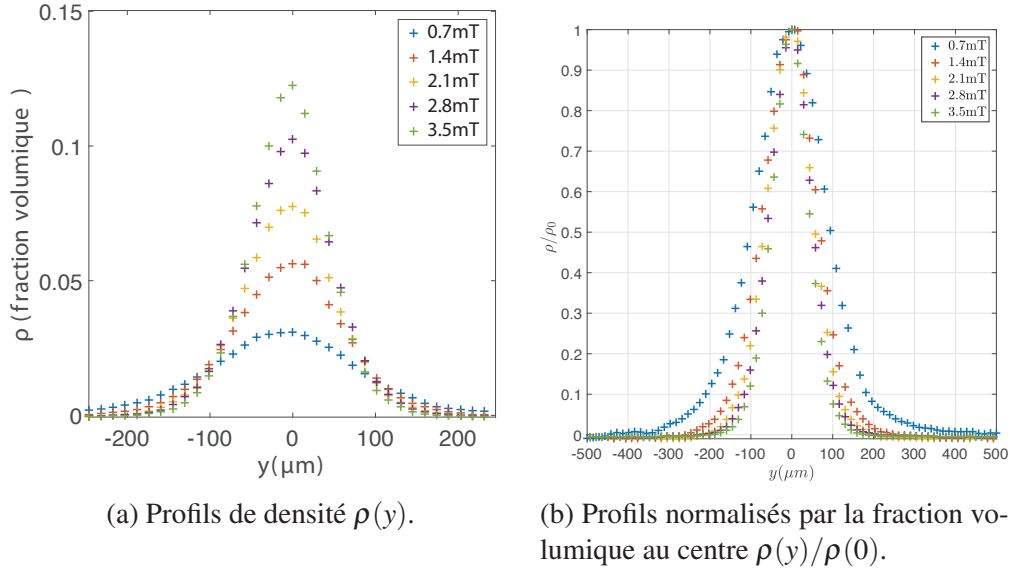 0.15
0.1
0.05
0
ρ (fraction volumique )
-200
-100
0
100
200
y(μm)
0.7mT
1.4mT
2.1mT
2.8mT
3.5mT
(a) Profils de densité ρ(y).
1
0.9
0.8
0.7
0.6
0.5
0.4
0.3
0.2
0.1
0
ρ/ρ0
-500
-400
-300
-200
-100
0
100
200
300
400
500
y(μm)
0.7mT
1.4mT
2.1mT
2.8mT
3.5mT
(b) Profils normalisés par la fraction vo-
lumique au centre ρ(y)/ρ(0).